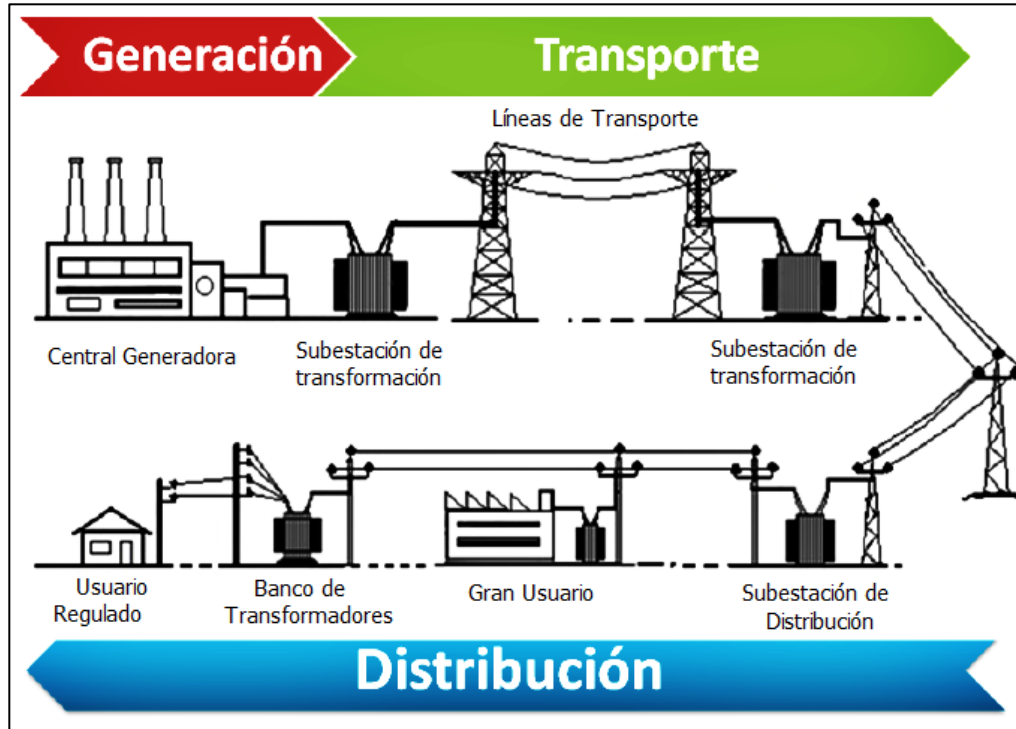 Generación
Transporte
Líneas de Transporte
Central Generadora
Subestación de
transformación
Subestación de
transformación
Usuario
Regulado
Banco de
Transformadores
Gran Usuario
Subestación de
Distribución
Distribución